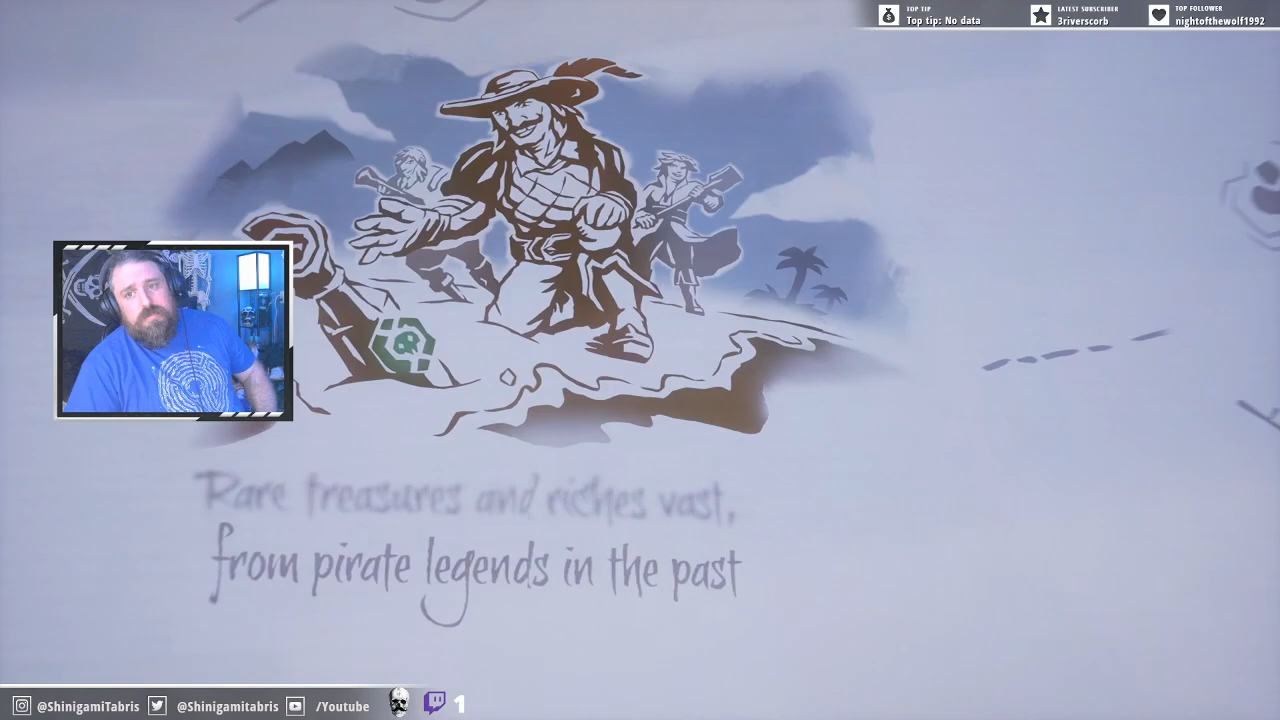 TOP TIP
Top tip: No data
LATEST SUBSCRIBER
3riverscorb
TOP FOLLOWER
nightofthewolf1992
Rare treasures and riches vast,
from pirate legends in the past
@ShinigamiTabris
@Shinigamitabris
/Youtube
1